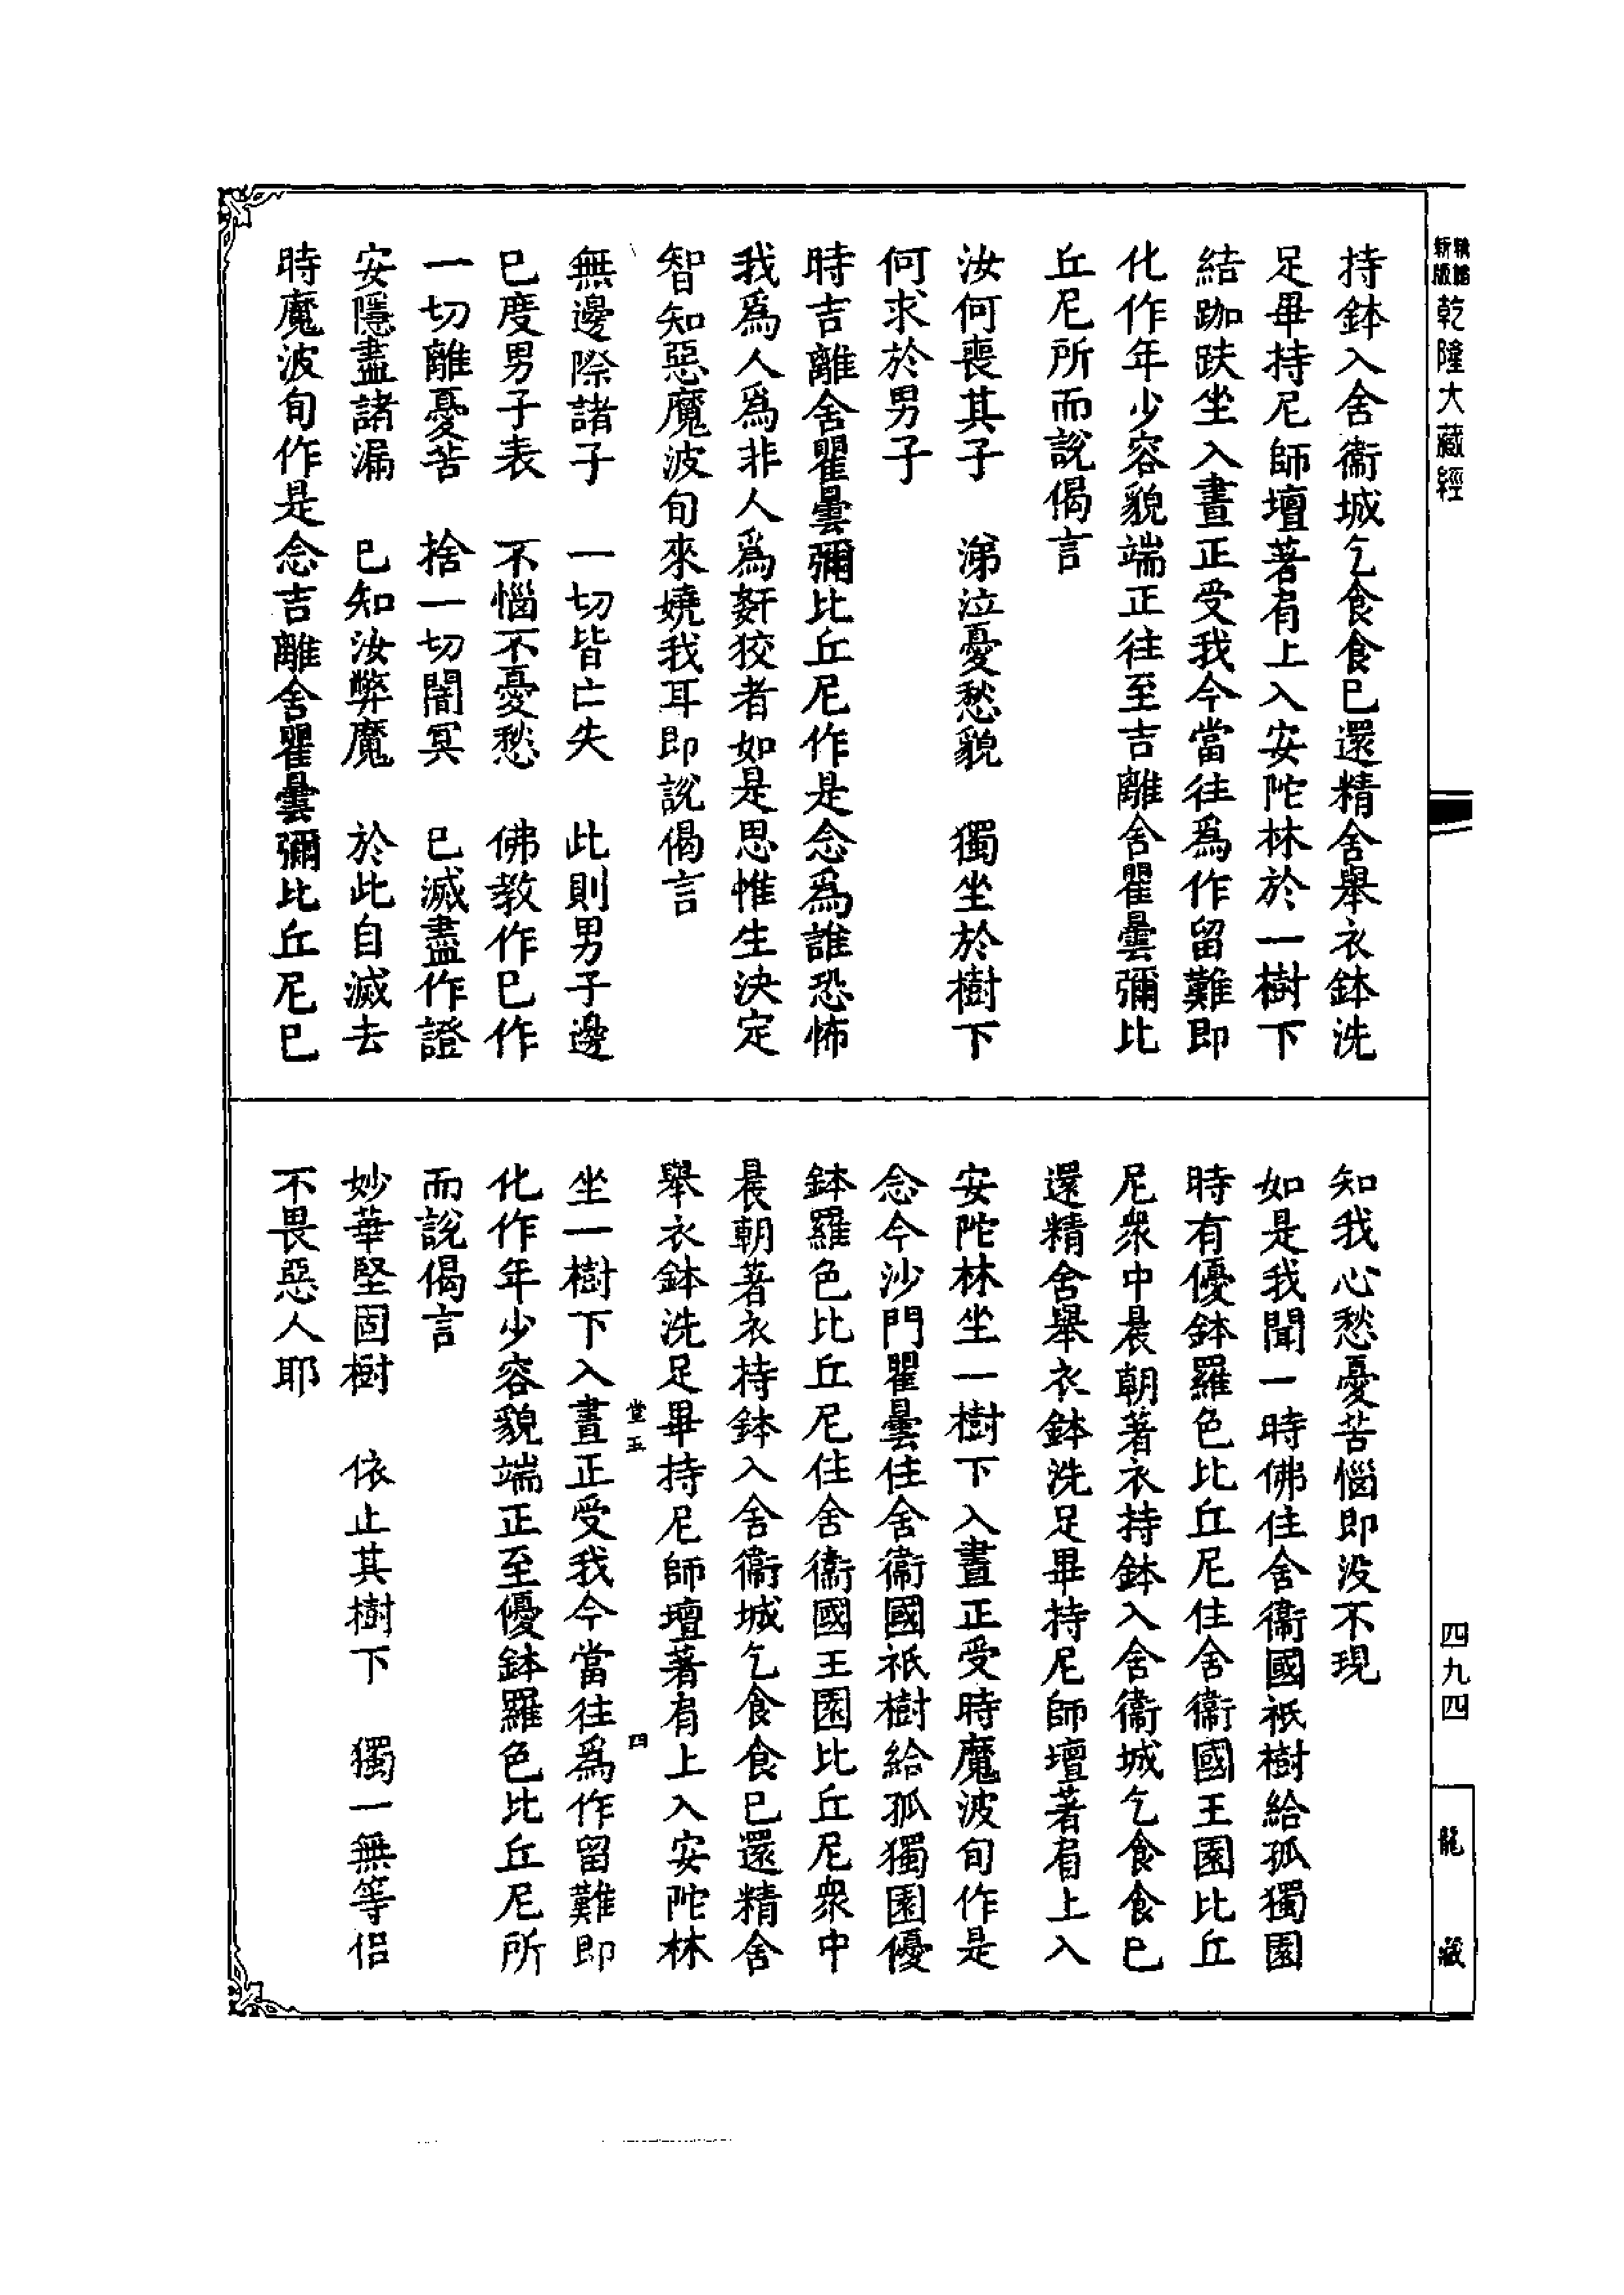 新版
乾隆大藏經
持鉢入舍衞城乞食食已還精舍舉衣鉢洗
足畢持尼師壇著肩上入安陀林於一樹下
結跏趺坐入晝正受我今當往爲作留難即
化作年少容貌端正往至吉離舍瞿曇彌比
丘尼所而說偈言
汝何喪其子　涕泣憂愁貌　獨坐於樹下
何求於男子
時吉離舍瞿曇彌比丘尼作是念爲誰恐怖
我爲人爲非人爲姧狡者如是思惟生決定
智知惡魔波旬來嬈我耳即說偈言
無邊際諸子　一切皆亡失　此則男子邊
已度男子表　不惱不憂愁　佛教作已作
一切離憂苦　捨一切闇冥　已滅盡作證
安隱盡諸漏　已知汝弊魔　於此自滅去
時魔波旬作是念吉離舍瞿曇彌比丘尼已
知我心愁憂苦惱即没不現
如是我聞一時佛住舍衞國祇樹給孤獨園
時有優鉢羅色比丘尼住舍衞國王園比丘
尼衆中晨朝著衣持鉢入舍衞城乞食食已
還精舍舉衣鉢洗足畢持尼師壇著肩上入
安陀林坐一樹下入晝正受時魔波旬作是
念今沙門瞿曇住舍衞國祇樹給孤獨園優
鉢羅色比丘尼住舍衞國王園比丘尼衆中
晨朝著衣持鉢入舍衞城乞食食已還精舍
舉衣鉢洗足畢持尼師壇著肩上入安陀林
堂五　四
坐一樹下入晝正受我今當往爲作留難即
化作年少容貌端正至優鉢羅色比丘尼所
而說偈言
妙華堅固樹　依止其樹下　獨一無等侶
不畏惡人耶
四九四
龍藏